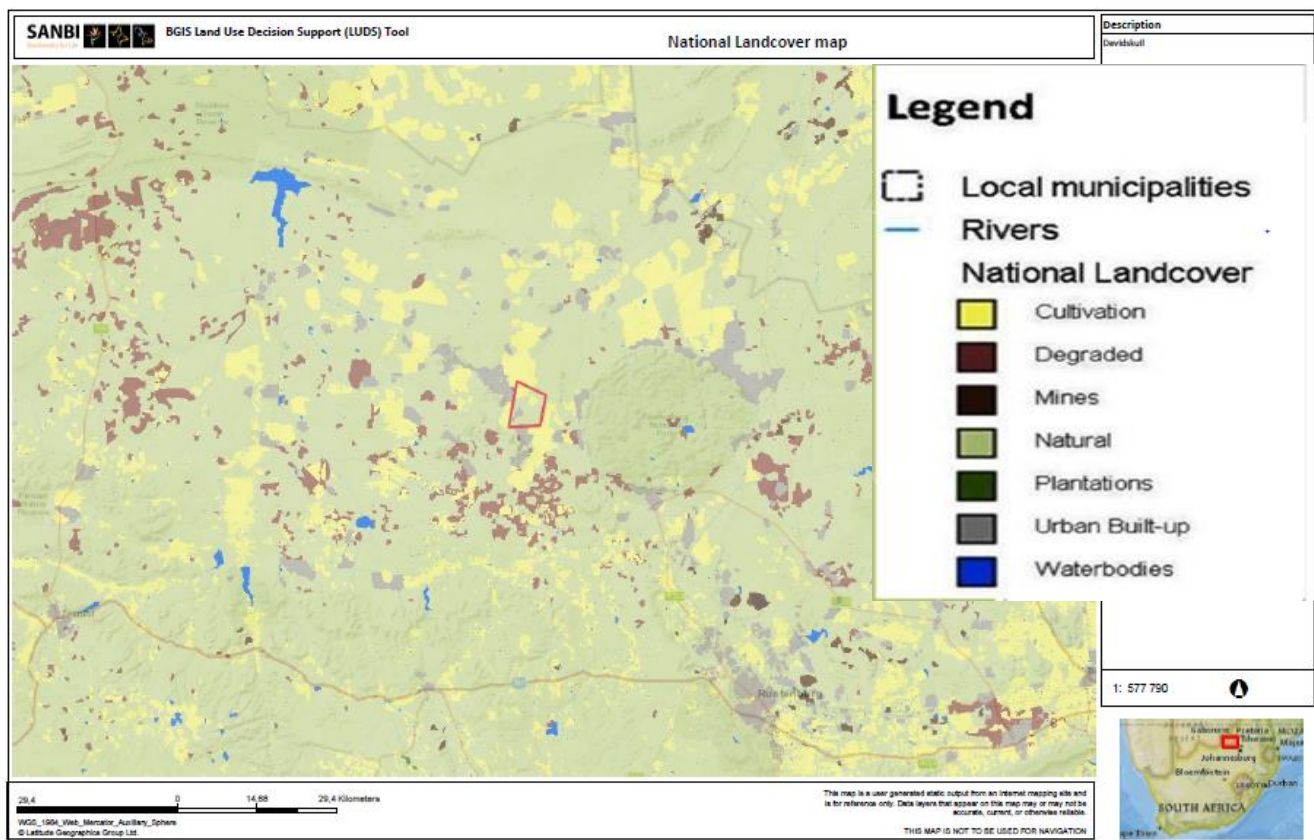 SANBI
BGIS Land Use Decision Support (LUDS) Tool
National Landcover map
Description
Davidskull
Legend
Local municipalities
Rivers
National Landcover
Cultivation
Degraded
Mines
Natural
Plantations
Urban Built-up
Waterbodies
Rustenberg
1: 577 790
Gaborone Pretoria
Johannesburg
Bloemfontein
Durban
SOUTH AFRICA
29,4 0 14,68 29,4 Kilometers
WGS_1984_Web_Mercator_Auxiliary_Sphere
© Latitude Geographics Group Ltd.
This map is a user generated static output from an Internet mapping site and
is for reference only. Data layers that appear on this map may or may not be
accurate, current, or otherwise reliable.
THIS MAP IS NOT TO BE USED FOR NAVIGATION